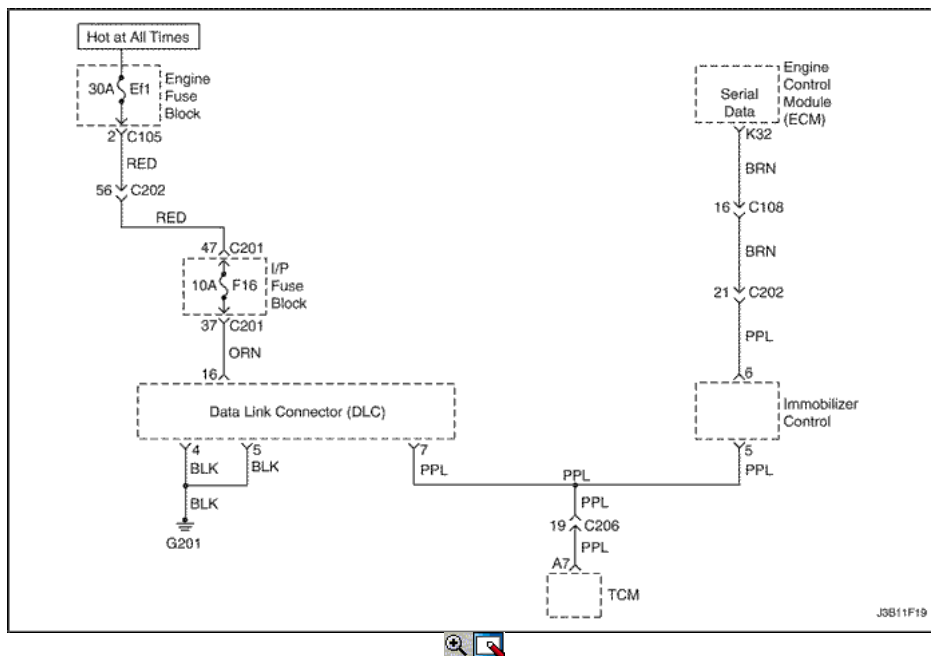 Hot at All Times
30A Ef1
Engine
Fuse
Block
2 C105
RED
56 C202
RED
47 C201
10A F16
I/P
Fuse
Block
37 C201
ORN
16
Data Link Connector (DLC)
4
BLK
5
BLK
BLK
G201
7
PPL
PPL
PPL
19 C206
PPL
A7
TCM
Serial
Data
Engine
Control
Module
(ECM)
K32
BRN
16 C108
BRN
21 C202
PPL
6
Immobilizer
Control
5
PPL
J3B11F19